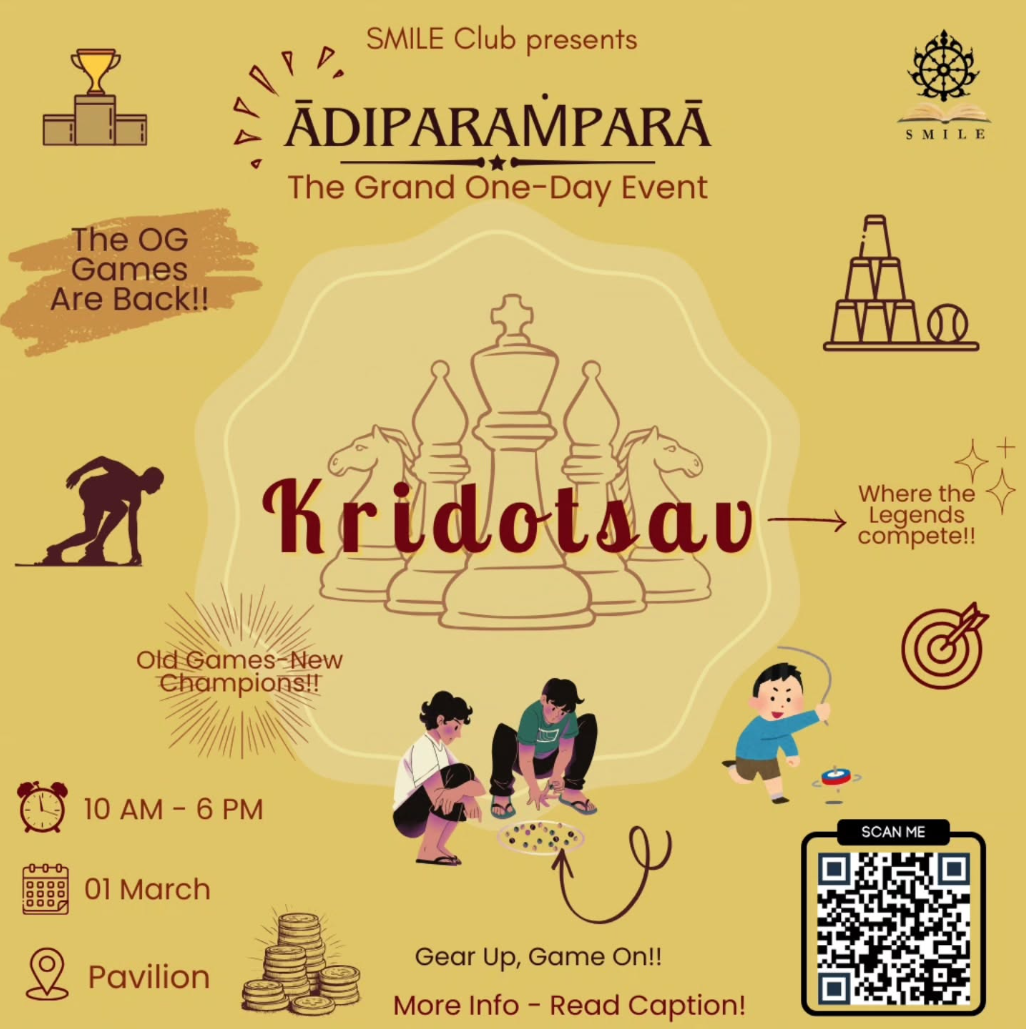 SMILE Club presents
ĀDIPARAṀPARĀ
The Grand One-Day Event
SMILE
The OG
Games
Are Back!!
Kridotsav
Where the
Legends
compete!!
Old Games-New
Champions!!
10 AM - 6 PM
01 March
Pavilion
SCAN ME
Gear Up, Game On!!
More Info - Read Caption!